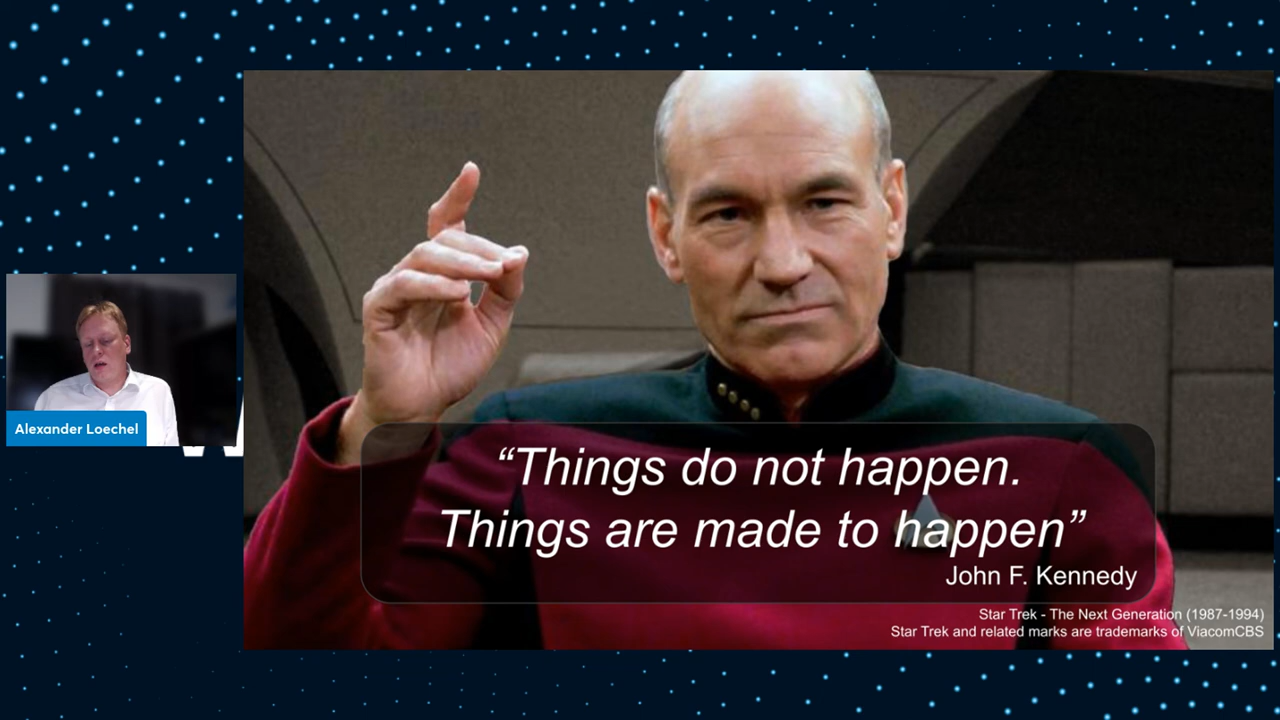 Alexander Loechel
“Things do not happen.
Things are made to happen”
John F. Kennedy
Star Trek - The Next Generation (1987-1994)
Star Trek and related marks are trademarks of ViacomCBS